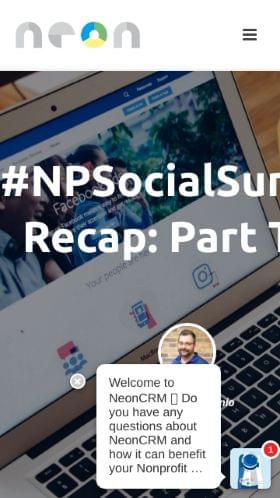 neon
#NPSocialSu
Recap: Part T
Welcome to
NeonCRM ▯ Do
you have any
questions about
NeonCRM and
how it can benefit
your Nonprofit ...
1